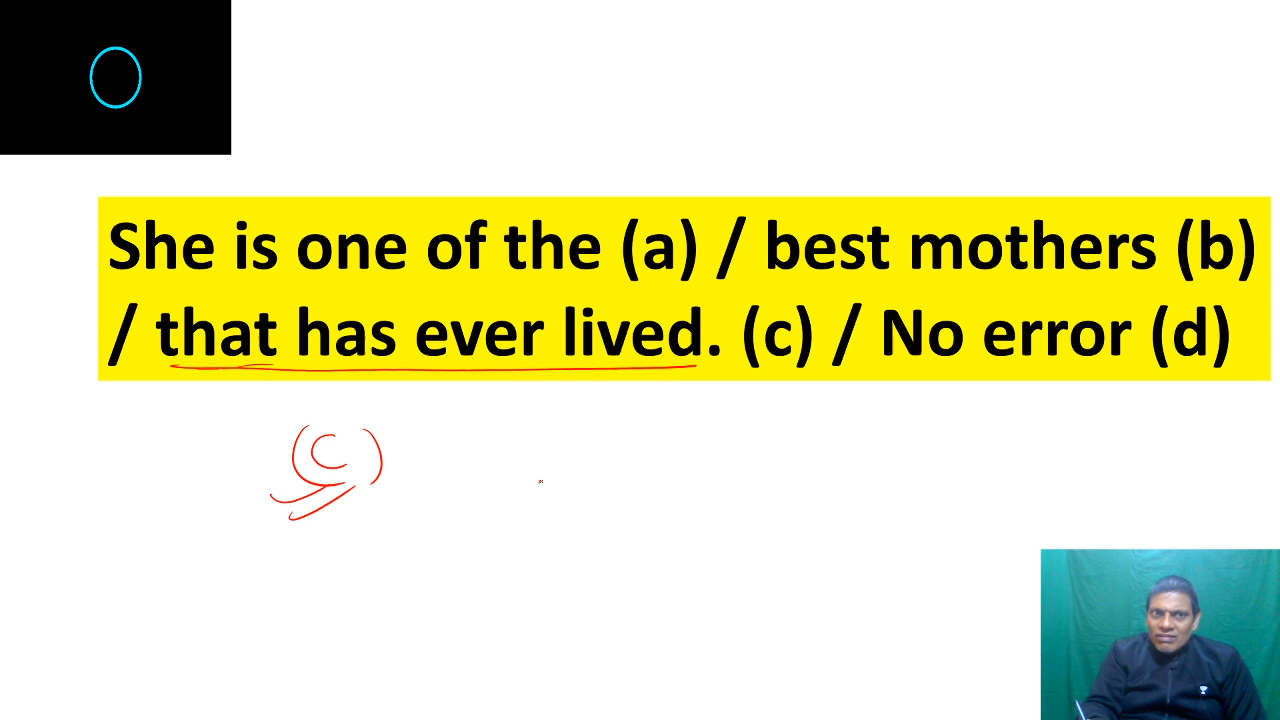 She is one of the (a) / best mothers (b)
/ that has ever lived. (c) / No error (d)
(c)